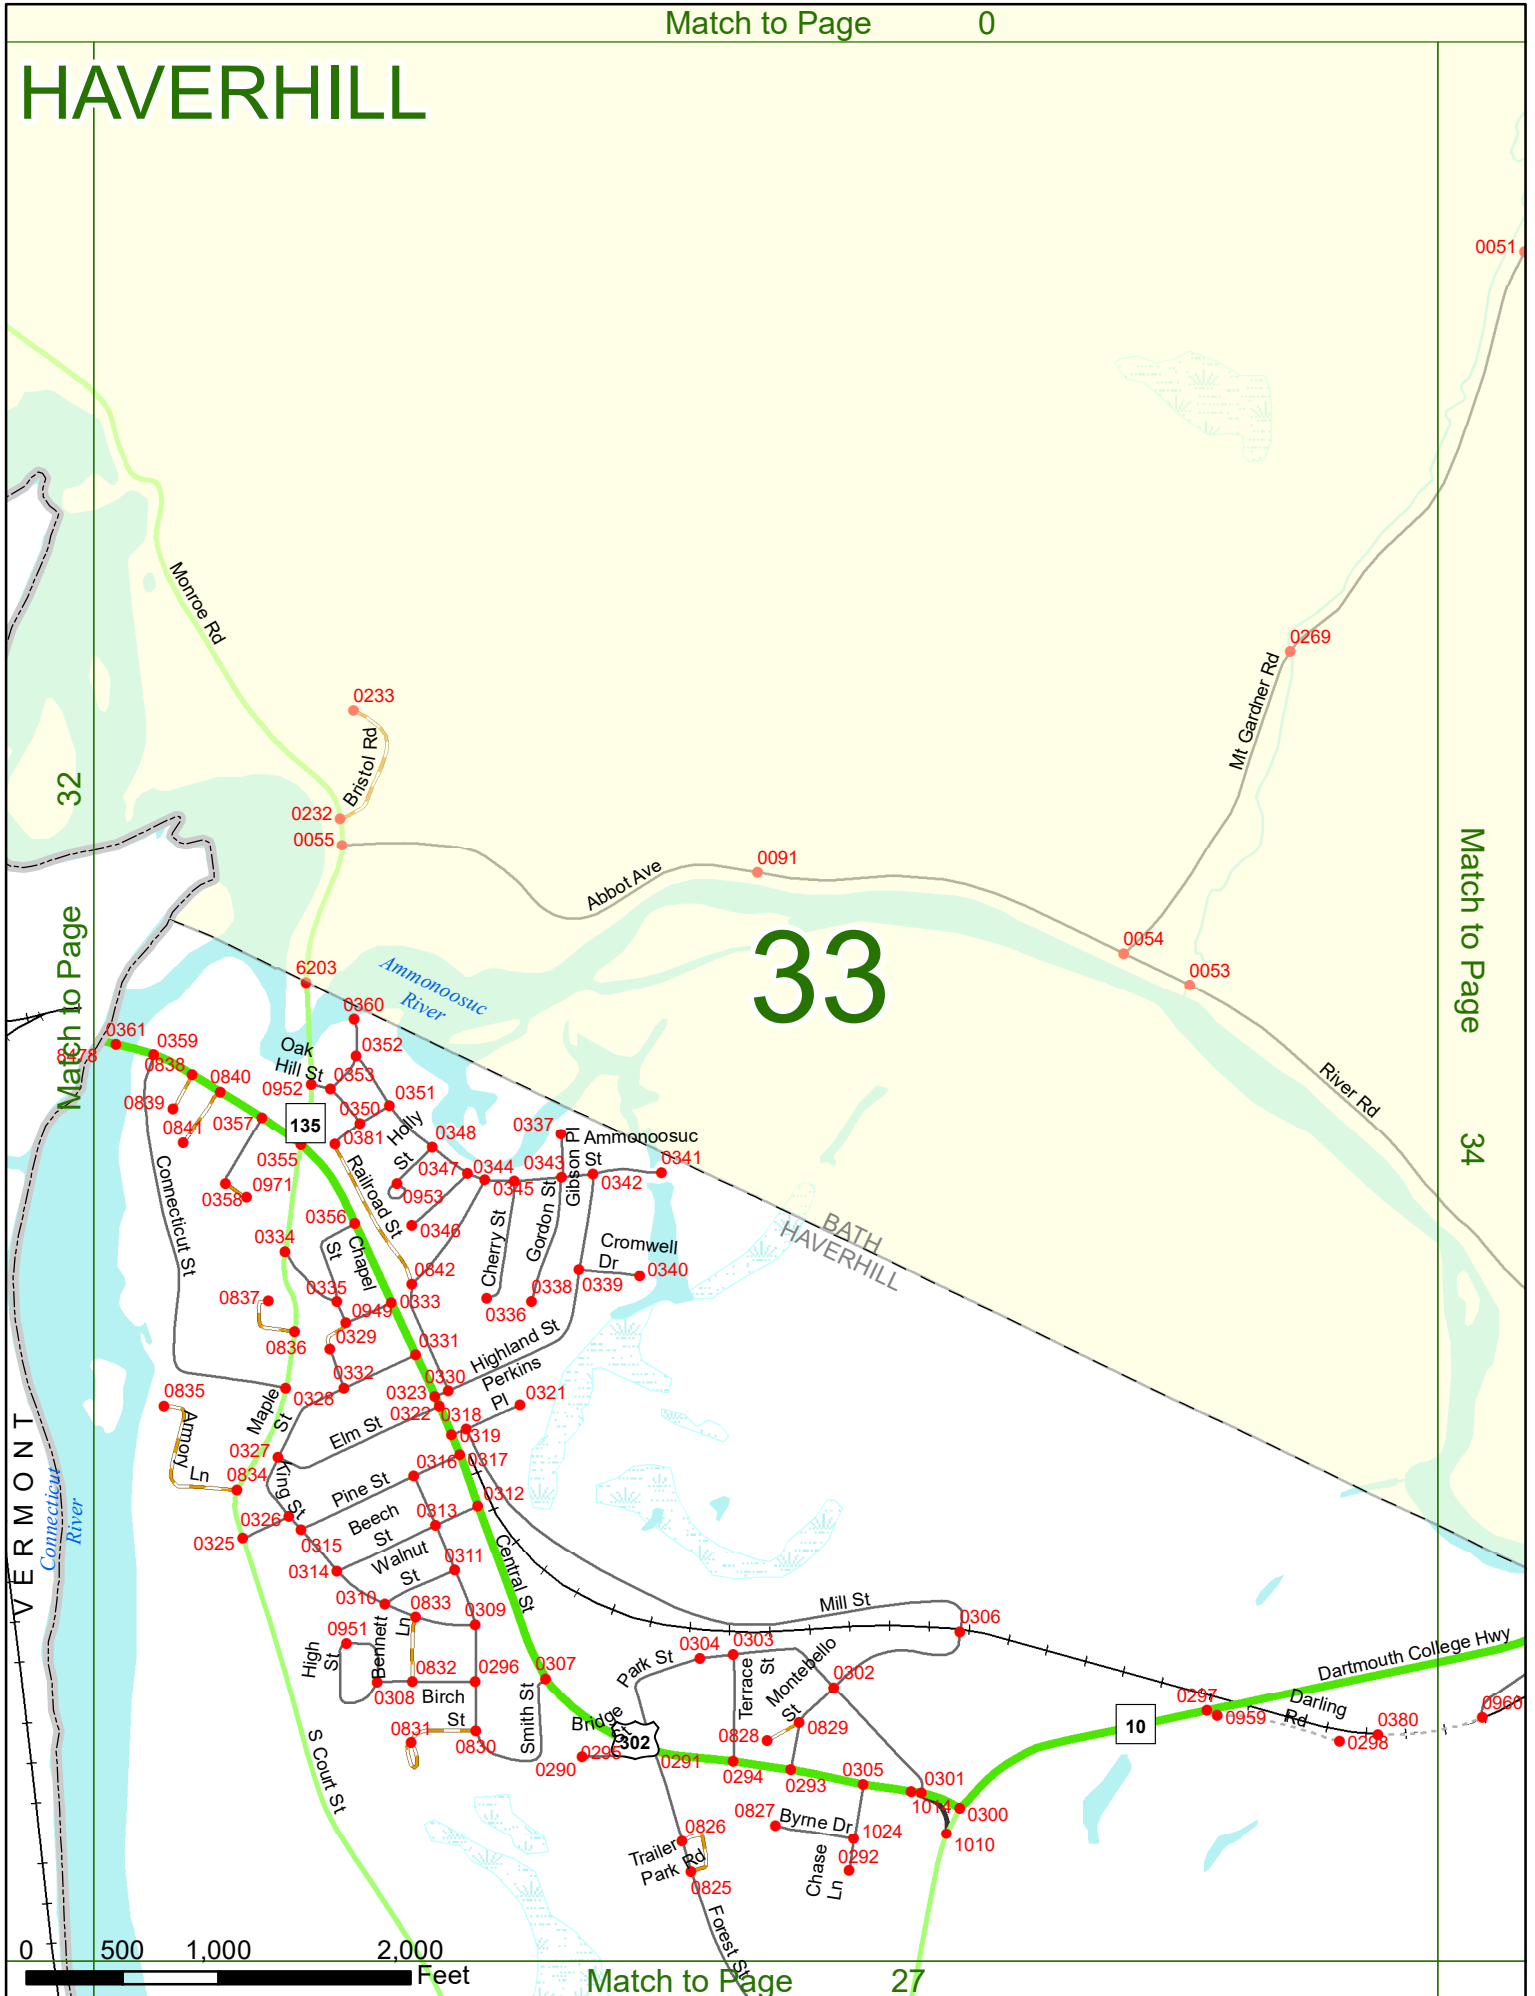 Match to Page 0
HAVERHILL
0051
Monroe Rd
0269
0233
Mt Gardner Rd
Bristol Rd
32
0232
0055
0091
Abbot Ave
Match to Page
33
0054
0053
Match to Page
34
6203
Ammonoosuc
River
0360
0361
8478
0359
0352
Oak
Hill St
0838
0840
0353
0952
0351
River Rd
0839
0357
135
0350
Holly
St
0841
0381
0348
0337
Gibson Pl
Ammonoosuc
St
0355
0347
0344
0343
0341
0342
0345
Connecticut St
0358
0971
Railroad St
0953
0356
0346
Gordon St
Cherry St
BATH
HAVERHILL
0334
Chapel
St
Cromwell
Dr
0842
0340
0335
0338
0339
0837
0949
0333
0336
0836
0329
0331
Highland St
0332
0330
Perkins
Pl
0328
0323
0321
0835
Maple
St
0322
0318
Elm St
0319
Armory
Ln
0327
0316
0317
0834
King St
Pine St
0312
0326
Beech
St
0313
0325
0315
VERMONT
Connecticut
River
0314
Walnut
St
0311
Central St
0310
0833
0309
Mill St
0306
0951
Bennett
Ln
High
St
0304
0303
Dartmouth College Hwy
0832
0296
0307
Park St
Terrace
St
Montebello
St
0302
0308
Birch
St
Smith St
0297
Darling
Rd
0960
0831
Bridge
St
302
0828
0829
10
0959
0380
0830
0295
0298
0290
0291
0294
0293
0305
0301
S Court St
0827
1014
0300
Byrne Dr
0826
1024
1010
Trailer
Park Rd
0292
Chase
Ln
0825
Forest St
0 500 1,000 2,000
Feet
Match to Page 27